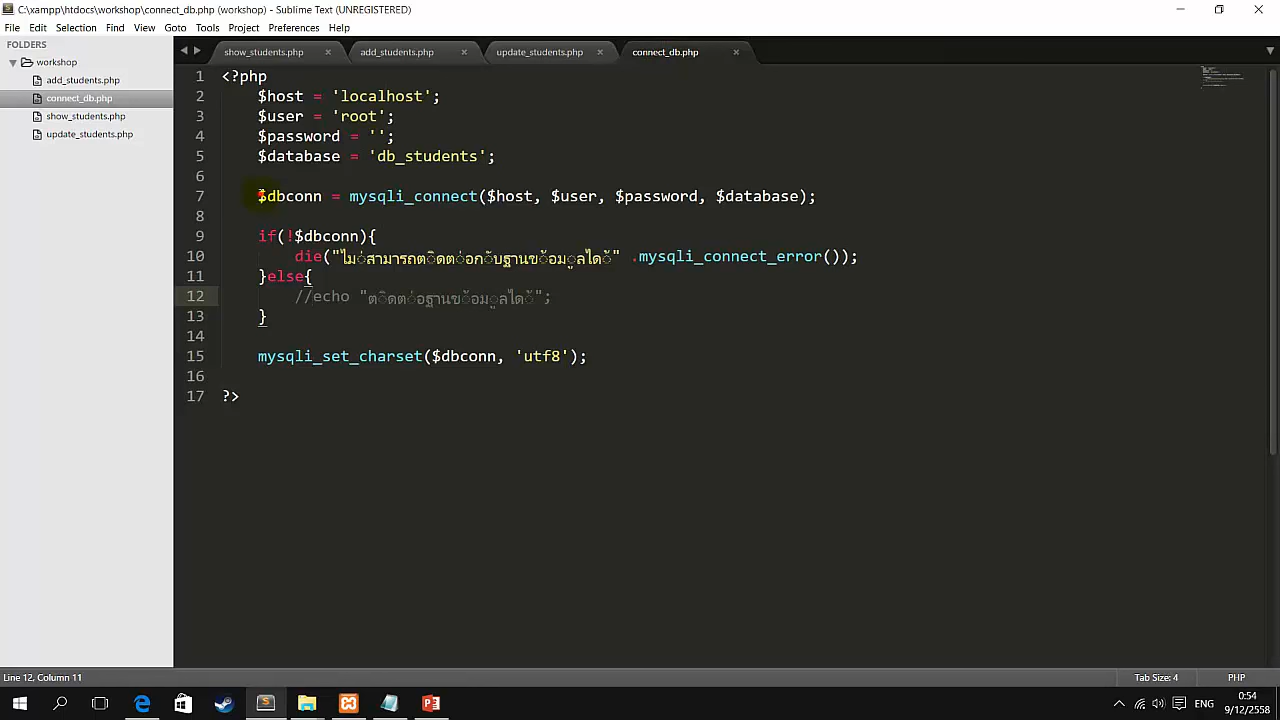 C:\xampp\htdocs\workshop\connect_db.php (workshop) - Sublime Text (UNREGISTERED)
File Edit Selection Find View Goto Tools Project Preferences Help
FOLDERS
workshop
add_students.php
connect_db.php
show_students.php
update_students.php
show_students.php × add_students.php × update_students.php × connect_db.php ×
1 <?php
2 $host = 'localhost';
3 $user = 'root';
4 $password = '';
5 $database = 'db_students';
6
7 $dbconn = mysqli_connect($host, $user, $password, $database);
8
9 if(!$dbconn){
10 die("ไม่สามารถติดต่อกับฐานข้อมูลได้" .mysqli_connect_error());
11 }else{
12 //echo "ติดต่อฐานข้อมูลได้";
13 }
14
15 mysqli_set_charset($dbconn, 'utf8');
16
17 ?>
Line 12, Column 11
Tab Size: 4 PHP
ENG
0:54
9/12/2558